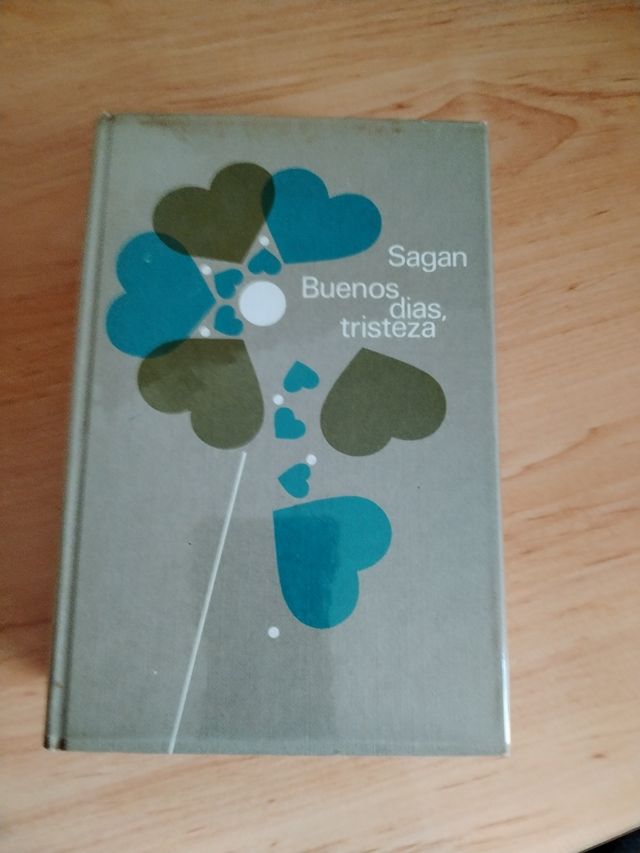 Sagan
Buenos
dias,
tristeza